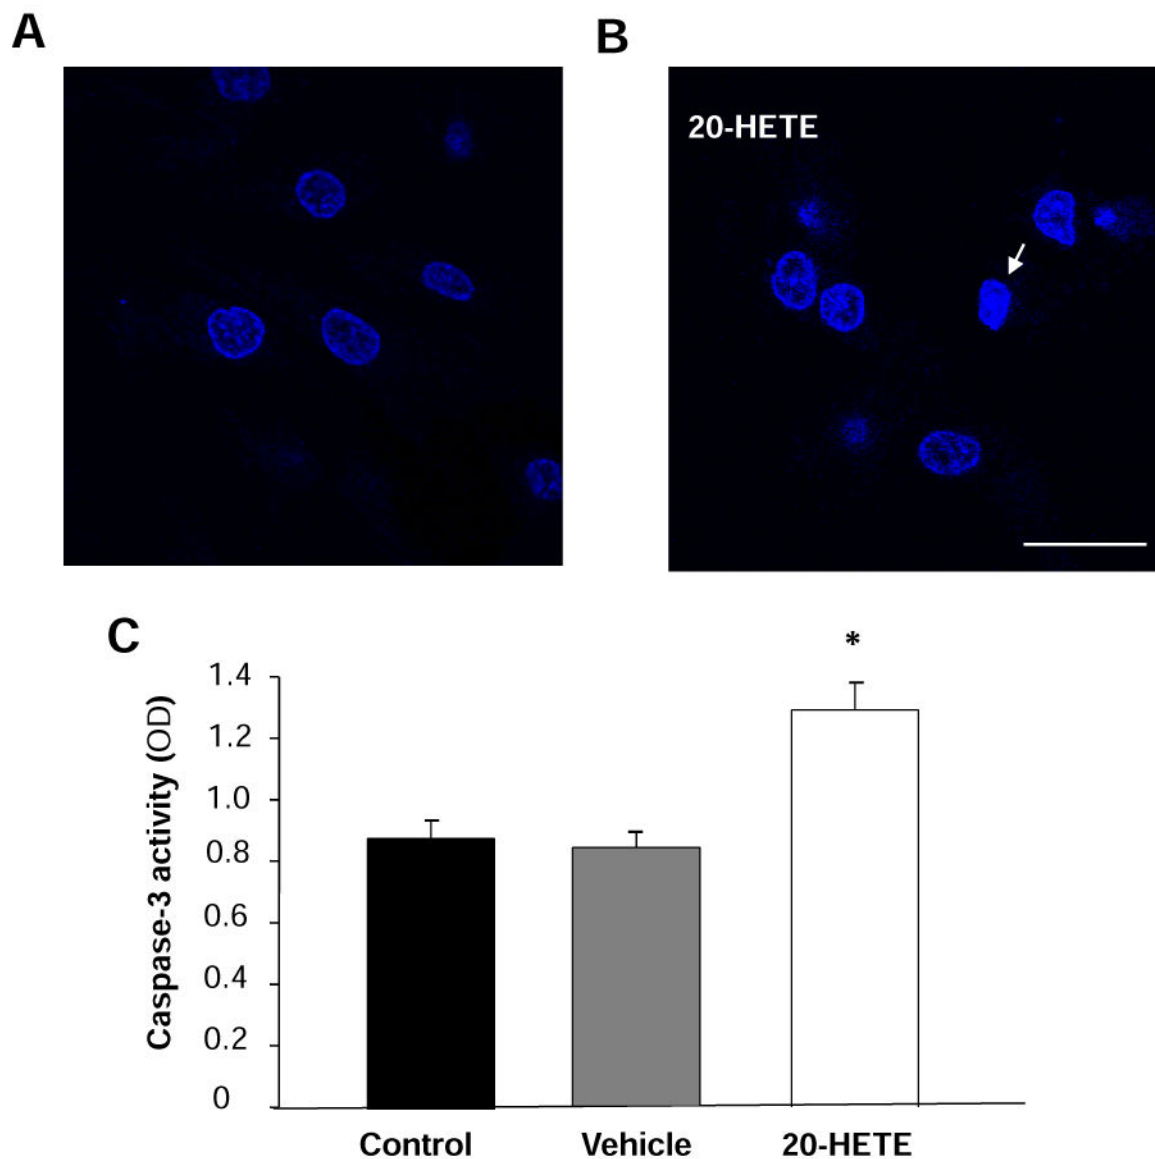 A
B
20-HETE
C
*
Caspase-3 activity (OD)
1.4
1.2
1.0
0.8
0.6
0.4
0.2
0
Control
Vehicle
20-HETE